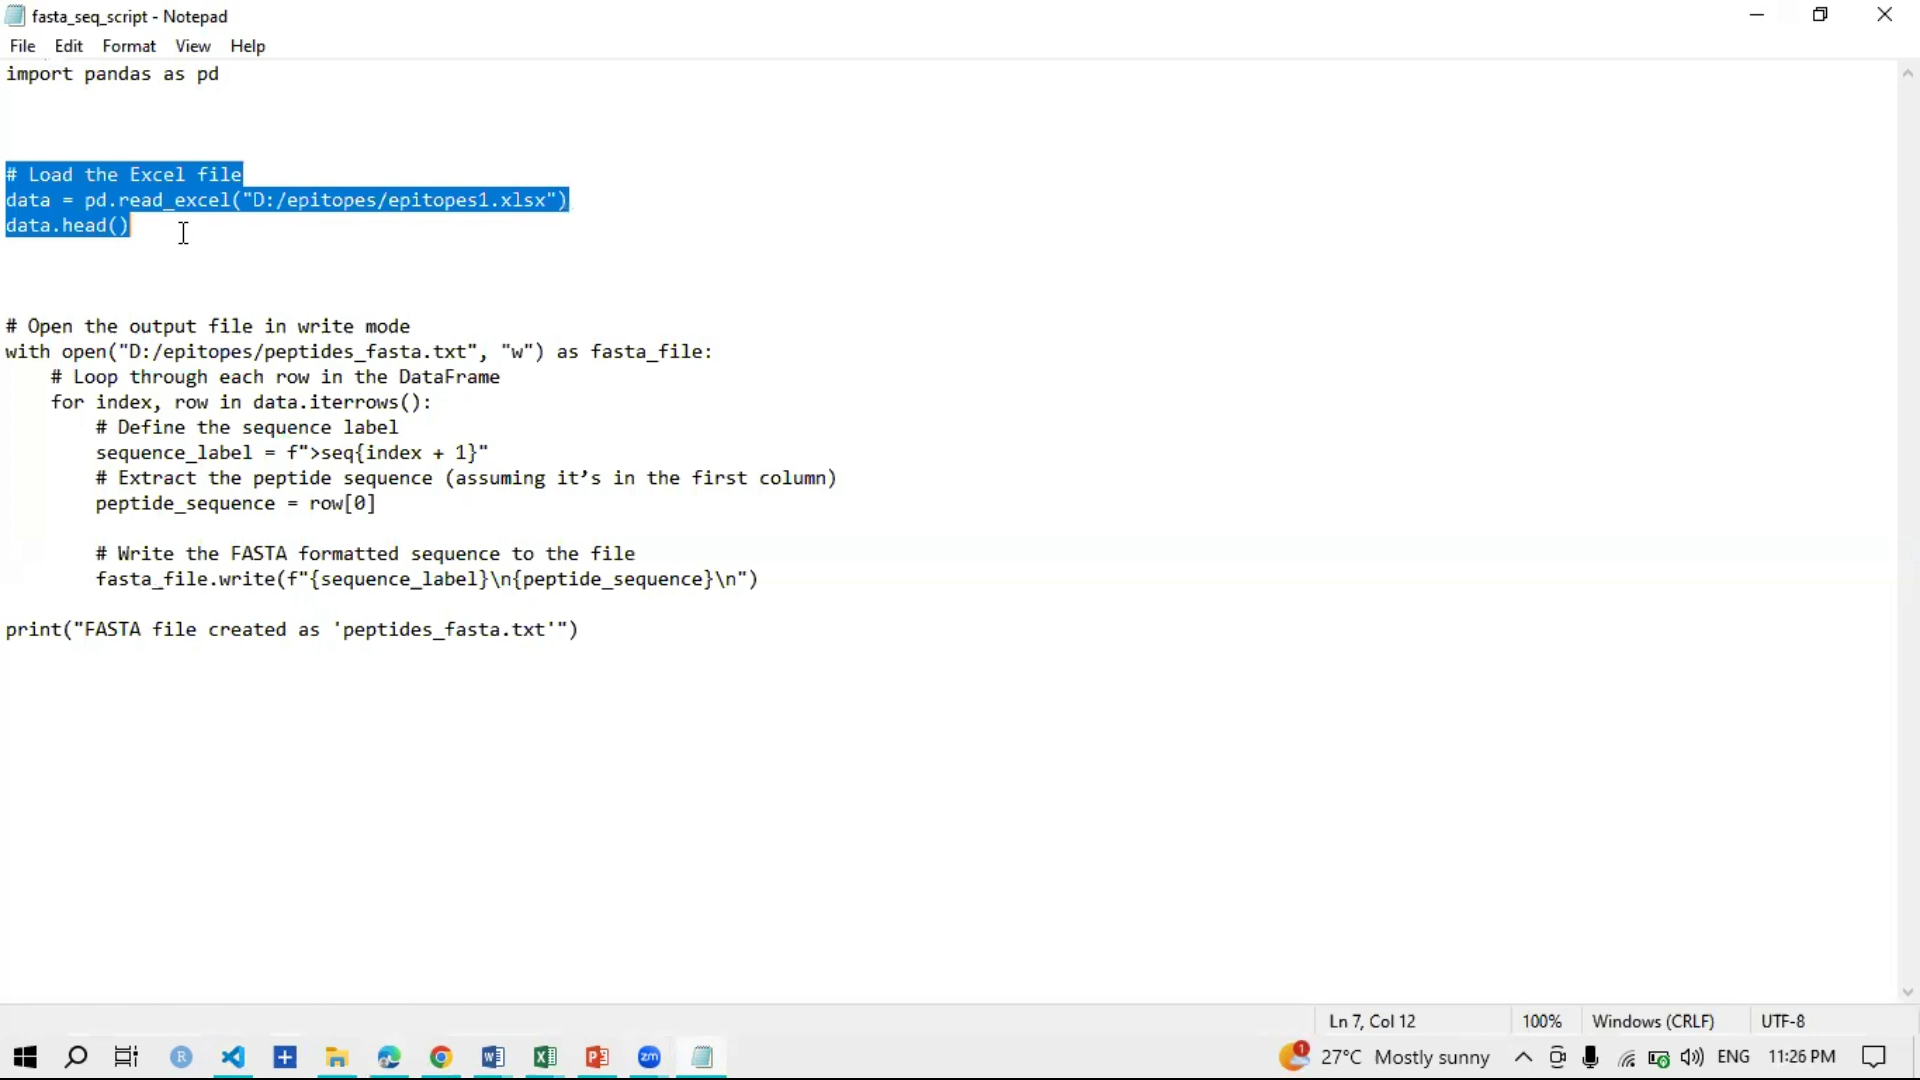 fasta_seq_script - Notepad
File Edit Format View Help
import pandas as pd
# Load the Excel file
data = pd.read_excel("D:/epitopes/epitopes1.xlsx")
data.head()
# Open the output file in write mode
with open("D:/epitopes/peptides_fasta.txt", "w") as fasta_file:
    # Loop through each row in the DataFrame
    for index, row in data.iterrows():
        # Define the sequence label
        sequence_label = f">seq{index + 1}"
        # Extract the peptide sequence (assuming it’s in the first column)
        peptide_sequence = row[0]
        # Write the FASTA formatted sequence to the file
        fasta_file.write(f"{sequence_label}\n{peptide_sequence}\n")
print("FASTA file created as 'peptides_fasta.txt'")
Ln 7, Col 12 100% Windows (CRLF) UTF-8
R W X P zm 1 27°C Mostly sunny ENG 11:26 PM